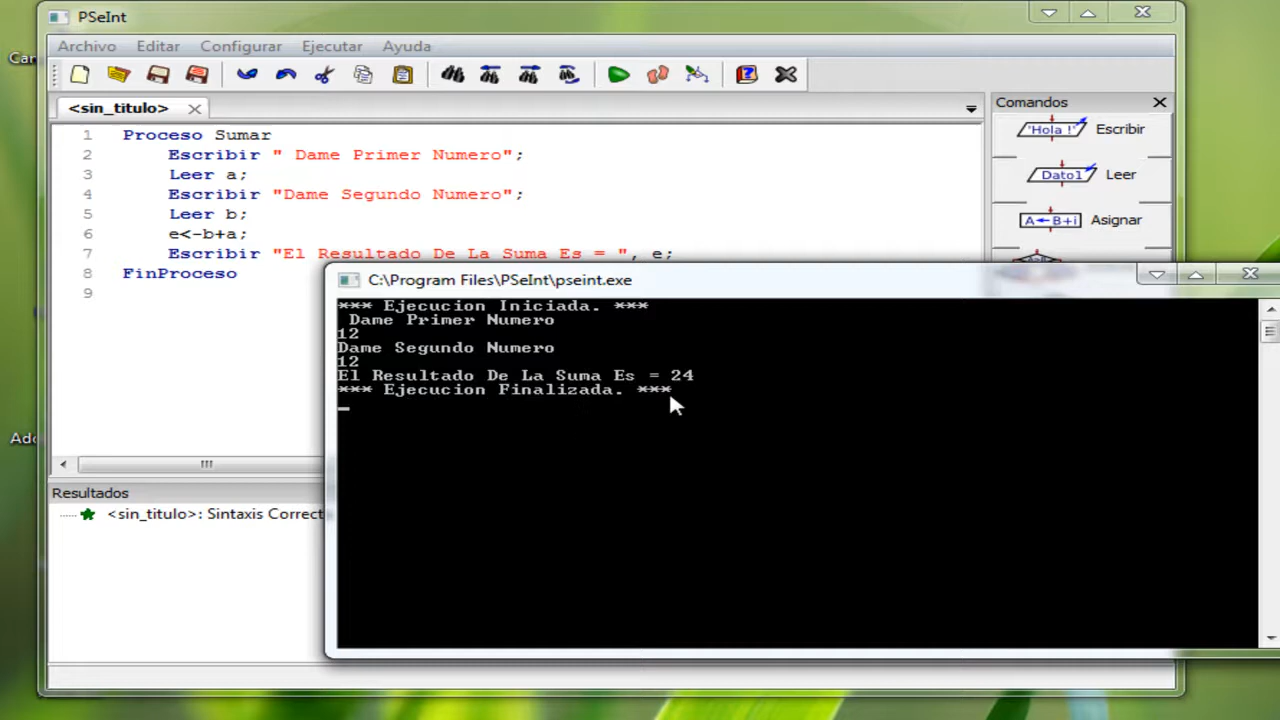 PSeInt
Archivo Editar Configurar Ejecutar Ayuda
<sin_titulo>
1 Proceso Sumar
2 Escribir " Dame Primer Numero";
3 Leer a;
4 Escribir "Dame Segundo Numero";
5 Leer b;
6 e<-b+a;
7 Escribir "El Resultado De La Suma Es = ", e;
8 FinProceso
9
Comandos
'Hola !' Escribir
Dato1 Leer
A←B+i Asignar
C:\Program Files\PSeInt\pseint.exe
*** Ejecucion Iniciada. ***
Dame Primer Numero
12
Dame Segundo Numero
12
El Resultado De La Suma Es = 24
*** Ejecucion Finalizada. ***
Resultados
<sin_titulo>: Sintaxis Correct
Car
Ado